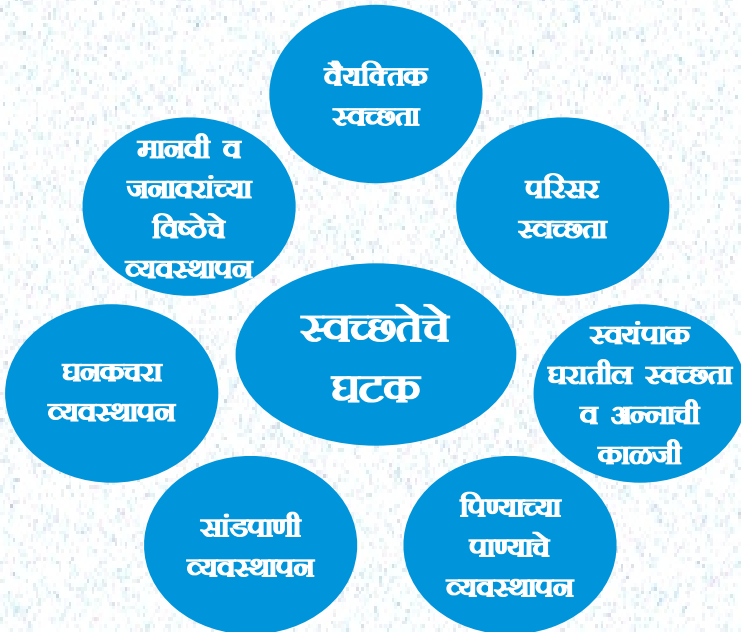 वैयक्तिक
स्वच्छता
मानवी व
जनावरांच्या
विष्ठेचे
व्यवस्थापन
परिसर
स्वच्छता
स्वच्छतेचे
घटक
घनकचरा
व्यवस्थापन
स्वयंपाक
घरातील स्वच्छता
व अन्नाची
काळजी
सांडपाणी
व्यवस्थापन
पिण्याच्या
पाण्याचे
व्यवस्थापन